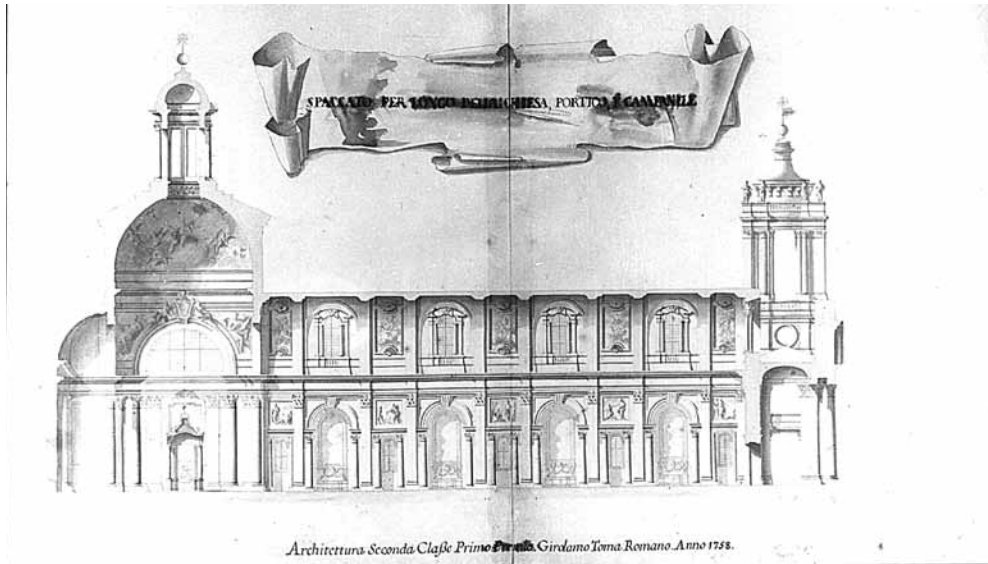 SPACCATO PER LONGO DELLA CHIESA, PORTICO, E CAMPANILE
Architettura Seconda Claße Primo Premio. Girolamo Toma Romano. Anno 1758.